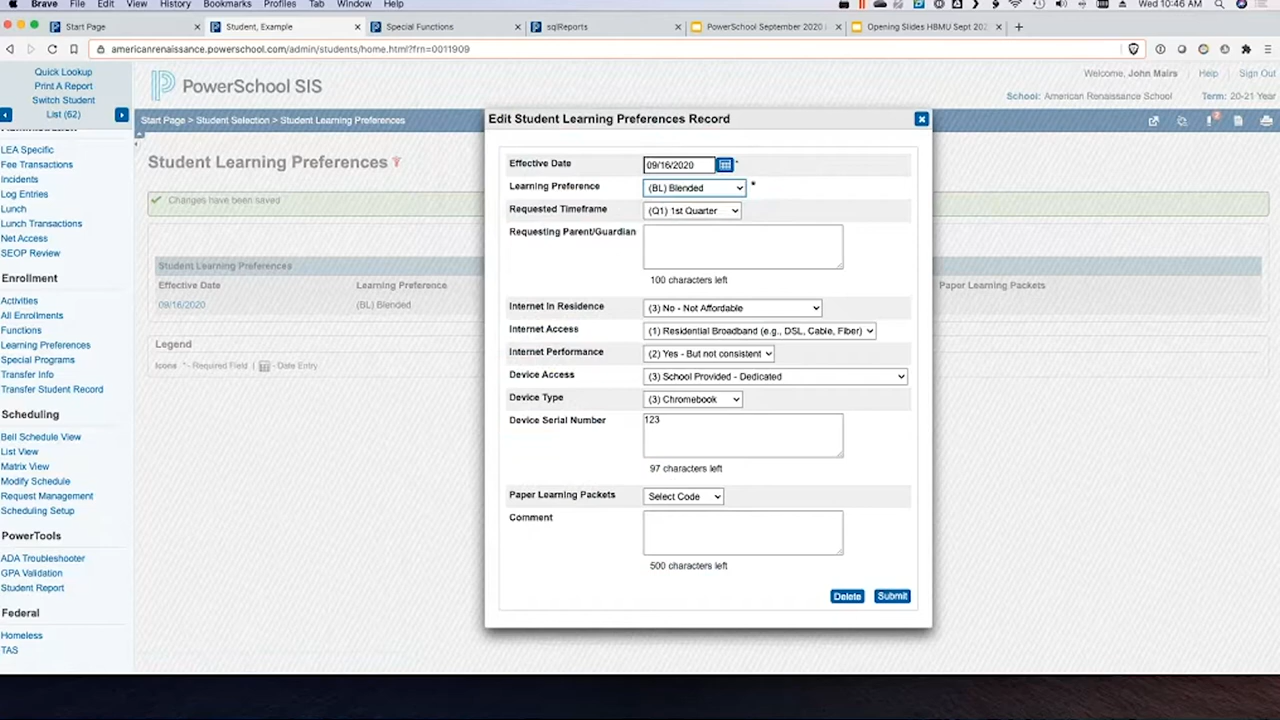 Brave File Edit View History Bookmarks Profiles Tab Window Help Wed 10:46 AM
Start Page Student, Example Special Functions sqlReports PowerSchool September 2020 Opening Slides HBMU Sept 202
americanrenaissance.powerschool.com/admin/students/home.html?frn=0011909
Quick Lookup
Print A Report
Switch Student
List (62)
PowerSchool SIS
Welcome, John Mairs Help Sign Out
School: American Renaissance School Term: 20-21 Year
Start Page > Student Selection > Student Learning Preferences
Administration
LEA Specific
Fee Transactions
Incidents
Log Entries
Lunch
Lunch Transactions
Net Access
SEOP Review
Enrollment
Activities
All Enrollments
Functions
Learning Preferences
Special Programs
Transfer Info
Transfer Student Record
Scheduling
Bell Schedule View
List View
Matrix View
Modify Schedule
Request Management
Scheduling Setup
PowerTools
ADA Troubleshooter
GPA Validation
Student Report
Federal
Homeless
TAS
Student Learning Preferences
Changes have been saved
Student Learning Preferences
Effective Date Learning Preference Paper Learning Packets
09/16/2020 (BL) Blended
Legend
Icons * - Required Field | - Date Entry
Edit Student Learning Preferences Record
Effective Date 09/16/2020 *
Learning Preference (BL) Blended *
Requested Timeframe (Q1) 1st Quarter
Requesting Parent/Guardian
100 characters left
Internet In Residence (3) No - Not Affordable
Internet Access (1) Residential Broadband (e.g., DSL, Cable, Fiber)
Internet Performance (2) Yes - But not consistent
Device Access (3) School Provided - Dedicated
Device Type (3) Chromebook
Device Serial Number 123
97 characters left
Paper Learning Packets Select Code
Comment
500 characters left
Delete Submit